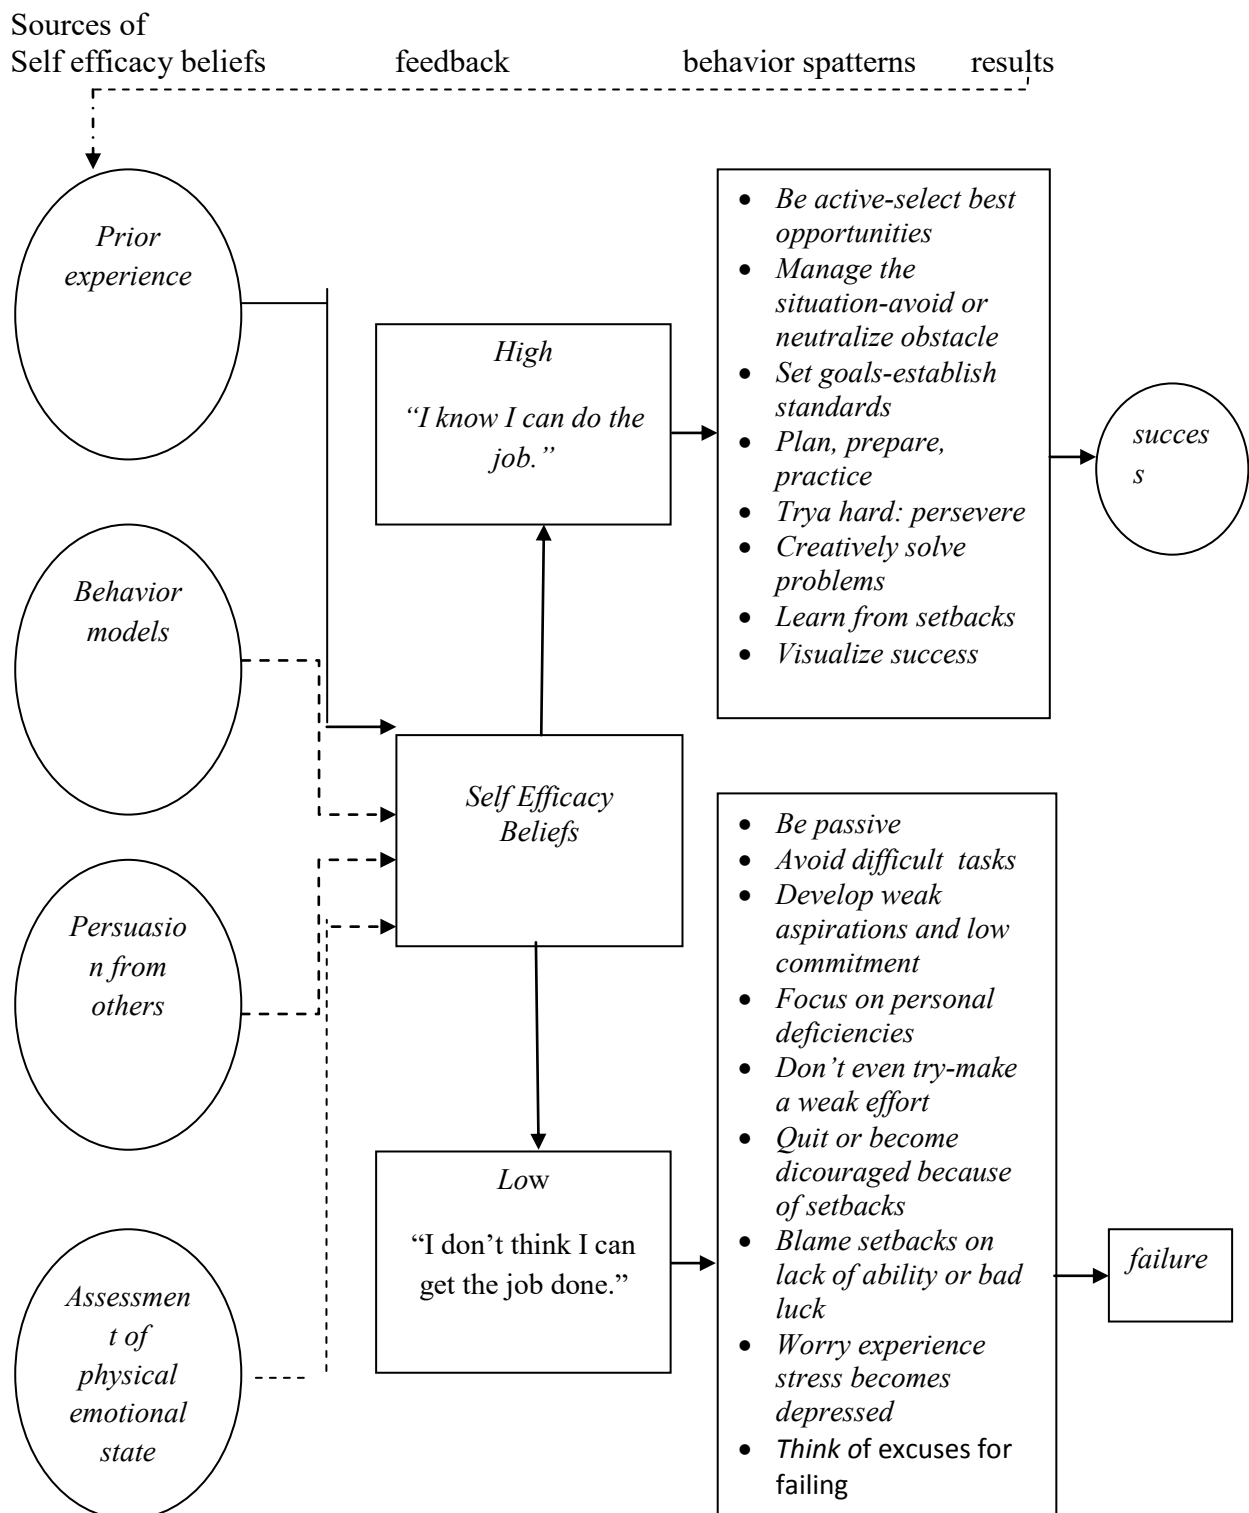 Sources of
Self efficacy beliefs feedback behavior spatterns results
Prior
experience
Behavior
models
Persuasio
n from
others
Assessmen
t of
physical
emotional
state
High
“I know I can do the
job.”
Self Efficacy
Beliefs
Low
“I don’t think I can
get the job done.”
• Be active-select best
opportunities
• Manage the
situation-avoid or
neutralize obstacle
• Set goals-establish
standards
• Plan, prepare,
practice
• Trya hard: persevere
• Creatively solve
problems
• Learn from setbacks
• Visualize success
• Be passive
• Avoid difficult tasks
• Develop weak
aspirations and low
commitment
• Focus on personal
deficiencies
• Don’t even try-make
a weak effort
• Quit or become
dicouraged because
of setbacks
• Blame setbacks on
lack of ability or bad
luck
• Worry experience
stress becomes
depressed
• Think of excuses for
failing
succes
s
failure